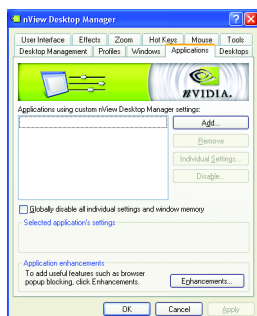 nView Desktop Manager
User Interface Effects Zoom Hot Keys Mouse Tools
Desktop Management Profiles Windows Applications Desktops
nVIDIA.
Applications using custom nView Desktop Manager settings:
Add...
Remove
Individual Settings...
Disable...
Globally disable all individual settings and window memory
Selected application's settings
Application enhancements
To add useful features such as browser
popup blocking, click Enhancements.
Enhancements...
OK Cancel Apply